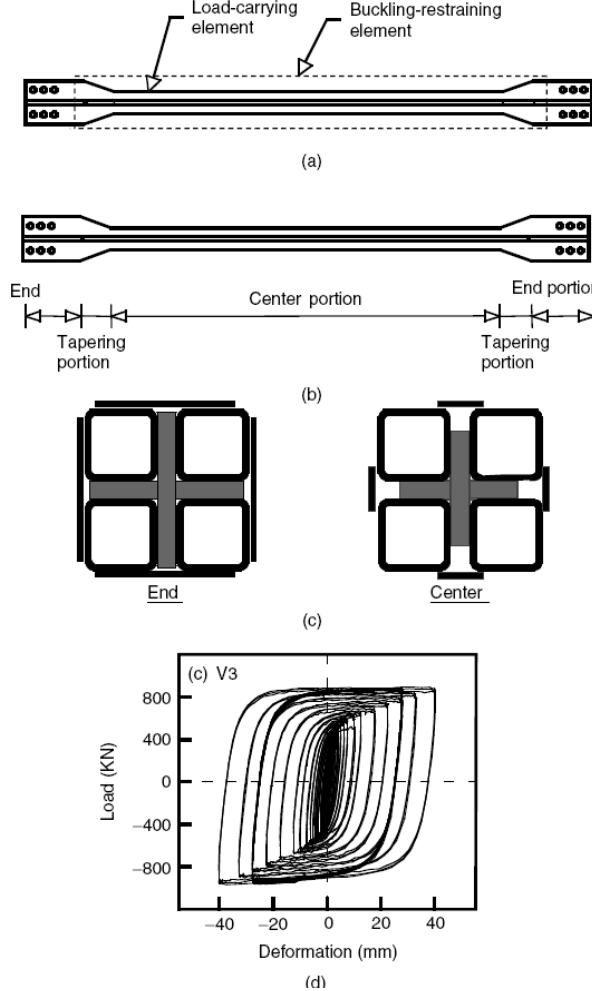 Load-carrying
element
Buckling-restraining
element
(a)
End
Center portion
End portion
Tapering
portion
Tapering
portion
(b)
End
Center
(c)
(c) V3
800
400
0
−400
−800
Load (KN)
−40
−20
0
20
40
Deformation (mm)
(d)